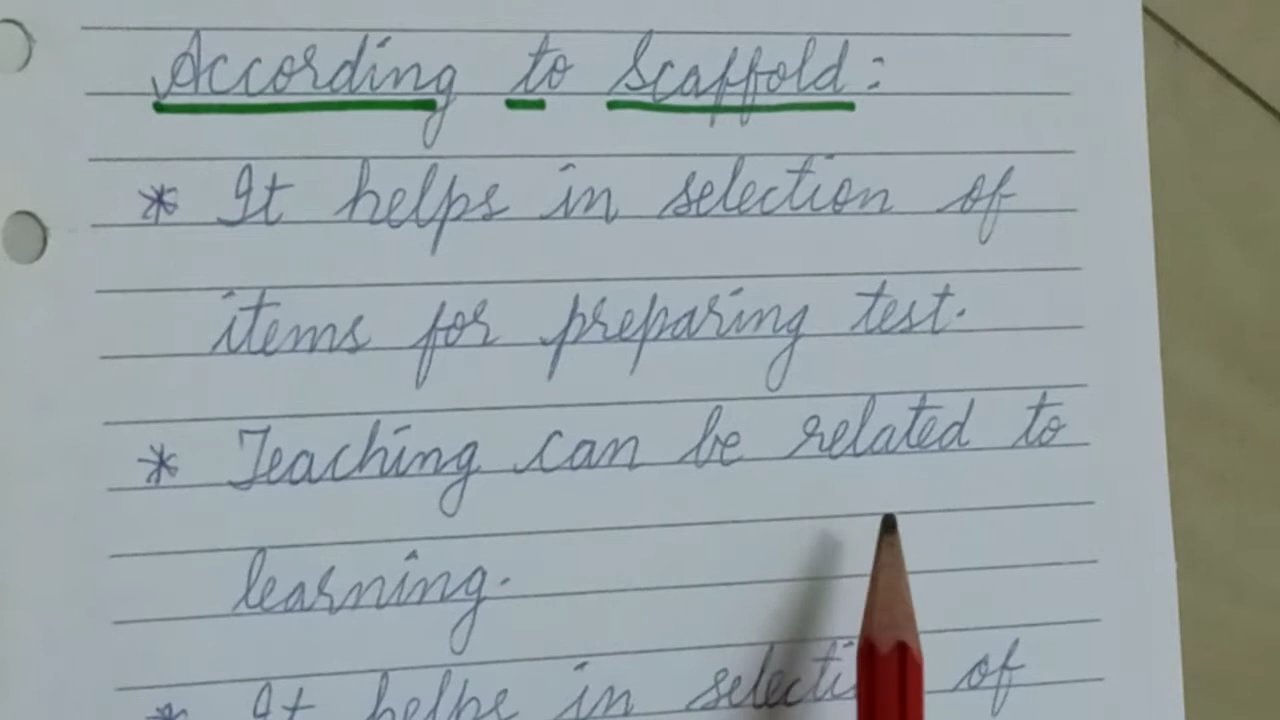 According to Scaffold:
* It helps in selection of
items for preparing test.
* Teaching can be related to
learning.
* It helps in selection of